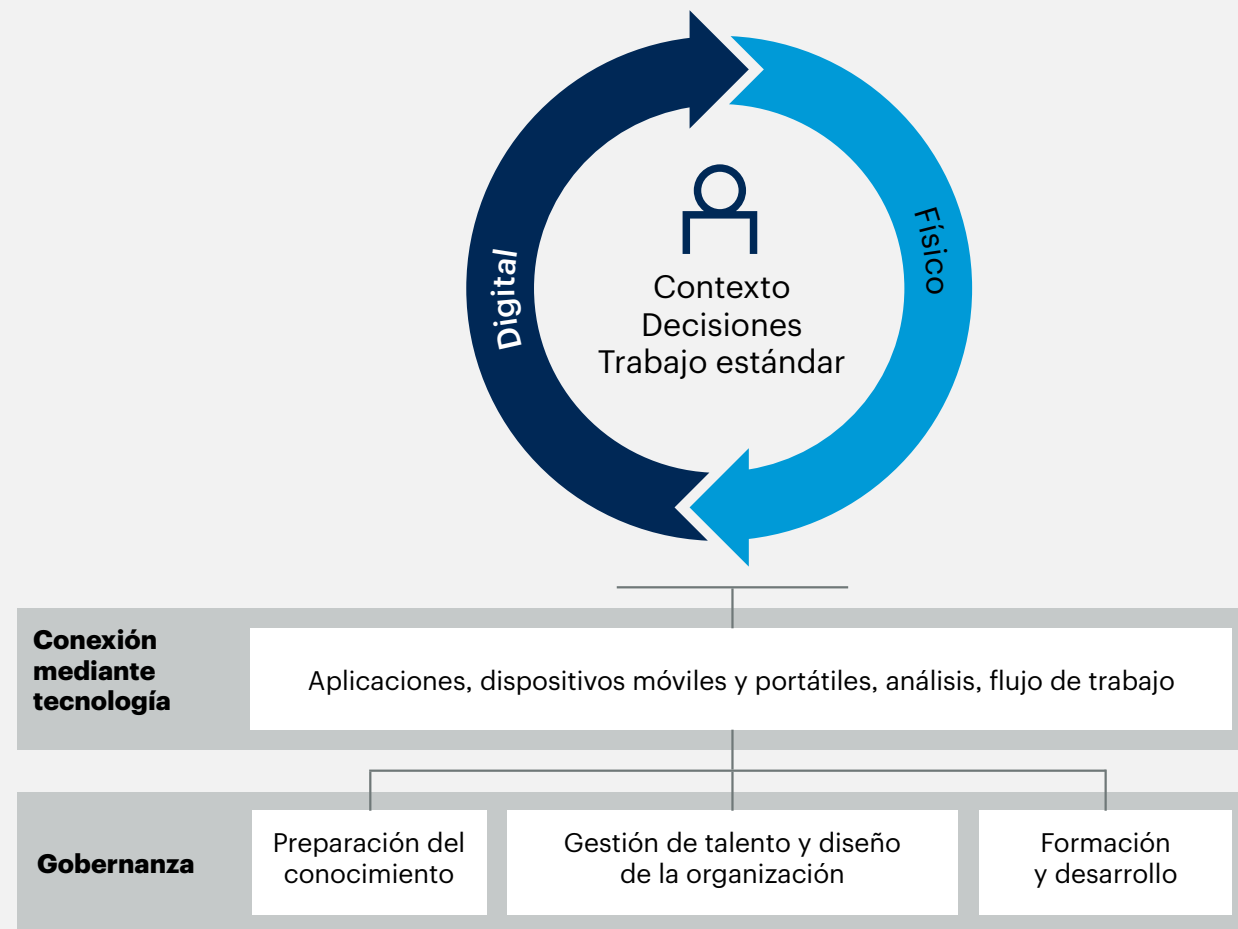 Digital
Físico
Contexto
Decisiones
Trabajo estándar
Conexión
mediante
tecnología
Aplicaciones, dispositivos móviles y portátiles, análisis, flujo de trabajo
Gobernanza
Preparación del
conocimiento
Gestión de talento y diseño
de la organización
Formación
y desarrollo